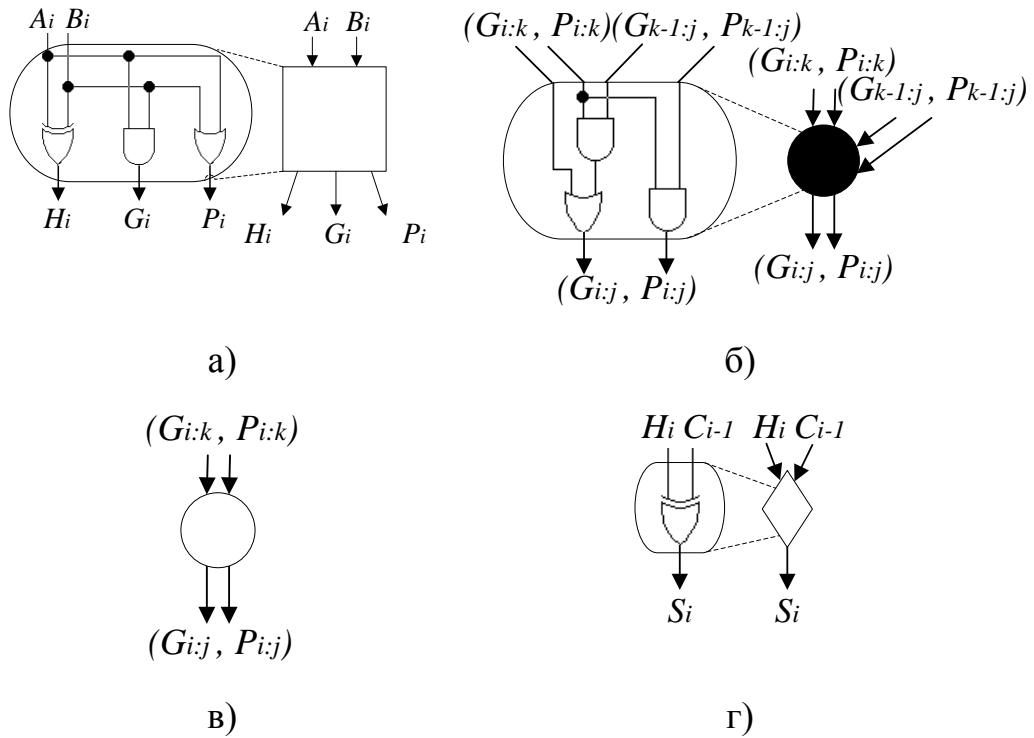 Ai Bi
Ai Bi
Hi Gi Pi
Hi Gi Pi
а)
(Gi:k , Pi:k)(Gk-1:j , Pk-1:j)
(Gi:k , Pi:k)
(Gk-1:j , Pk-1:j)
(Gi:j , Pi:j)
(Gi:j , Pi:j)
б)
(Gi:k , Pi:k)
(Gi:j , Pi:j)
в)
Hi Ci-1 Hi Ci-1
Si Si
г)